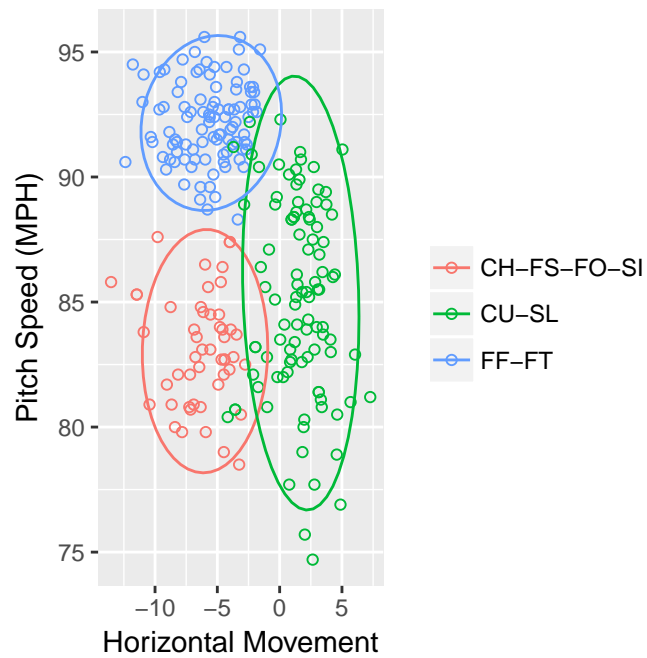 95
90
85
80
75
−10
−5
0
5
Pitch Speed (MPH)
Horizontal Movement
CH−FS−FO−SI
CU−SL
FF−FT